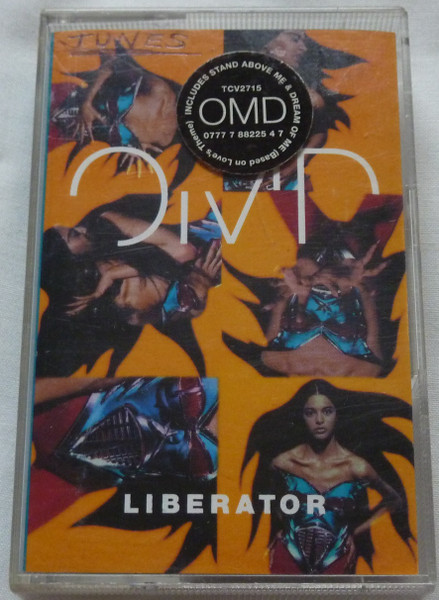 TUNES
TCV2715
OMD
0777 7 88225 4 7
INCLUDES STAND ABOVE ME & DREAM OF ME (Based on Love's Theme)
LIBERATOR